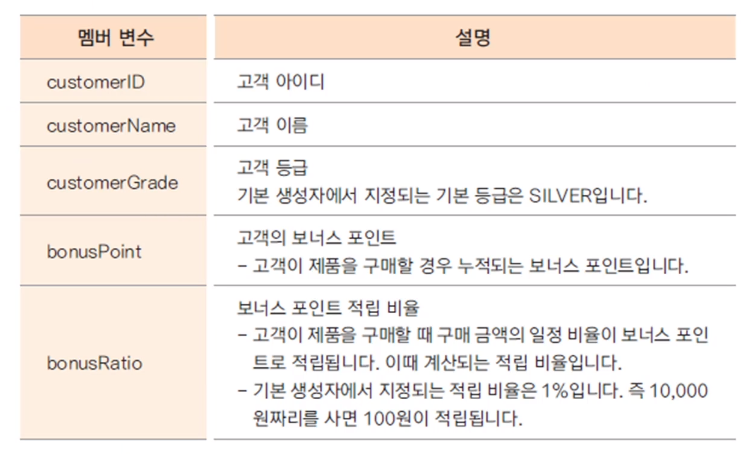 멤버 변수 설명
customerID 고객 아이디
customerName 고객 이름
customerGrade
고객 등급
기본 생성자에서 지정되는 기본 등급은 SILVER입니다.
bonusPoint
고객의 보너스 포인트
– 고객이 제품을 구매할 경우 누적되는 보너스 포인트입니다.
bonusRatio
보너스 포인트 적립 비율
– 고객이 제품을 구매할 때 구매 금액의 일정 비율이 보너스 포인
트로 적립됩니다. 이때 계산되는 적립 비율입니다.
– 기본 생성자에서 지정되는 적립 비율은 1%입니다. 즉 10,000
원짜리를 사면 100원이 적립됩니다.